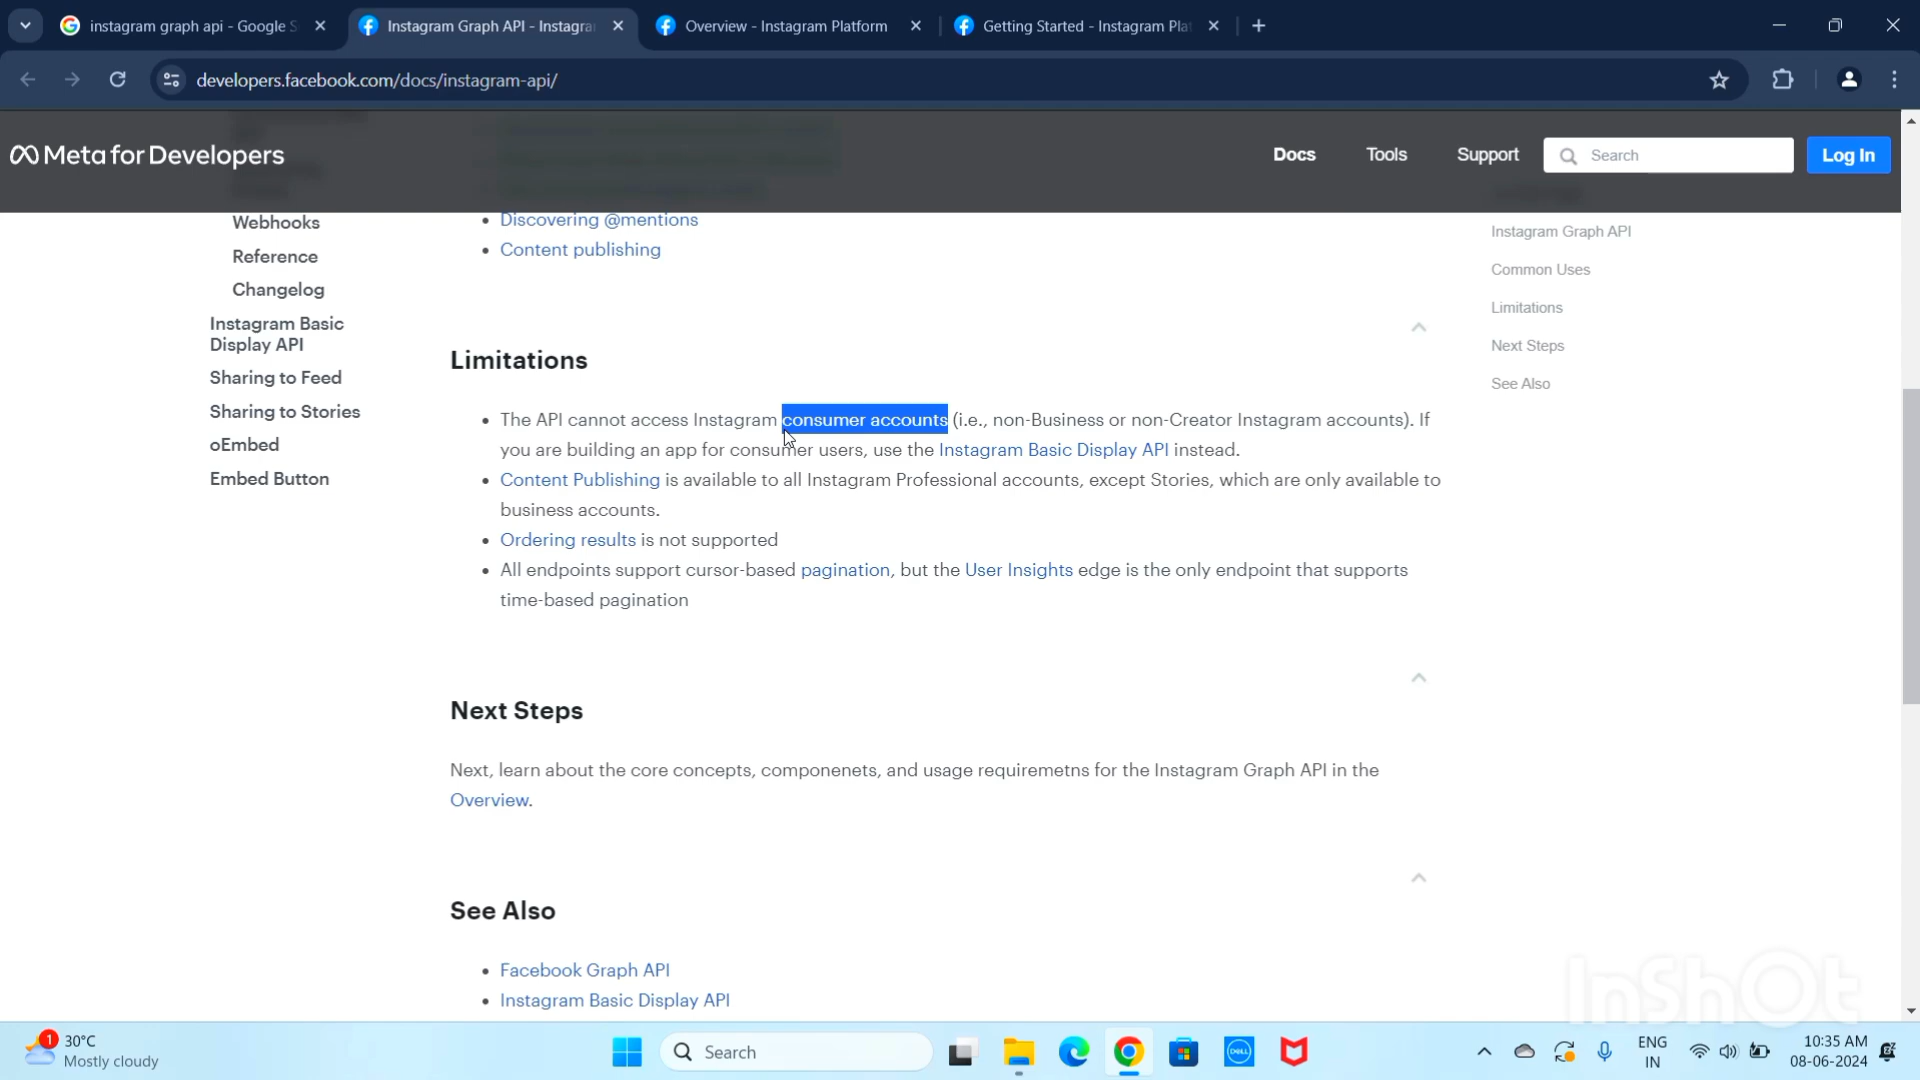 instagram graph api - Google S
Instagram Graph API - Instagra
Overview - Instagram Platform
Getting Started - Instagram Pla
developers.facebook.com/docs/instagram-api/
Meta for Developers
Docs
Tools
Support
Search
Log In
Webhooks
Reference
Changelog
Instagram Basic
Display API
Sharing to Feed
Sharing to Stories
oEmbed
Embed Button
Discovering @mentions
Content publishing
Limitations
The API cannot access Instagram consumer accounts (i.e., non-Business or non-Creator Instagram accounts). If
you are building an app for consumer users, use the Instagram Basic Display API instead.
Content Publishing is available to all Instagram Professional accounts, except Stories, which are only available to
business accounts.
Ordering results is not supported
All endpoints support cursor-based pagination, but the User Insights edge is the only endpoint that supports
time-based pagination
Next Steps
Next, learn about the core concepts, componenets, and usage requiremetns for the Instagram Graph API in the
Overview.
See Also
Facebook Graph API
Instagram Basic Display API
Instagram Graph API
Common Uses
Limitations
Next Steps
See Also
InShOt
1
30°C
Mostly cloudy
Search
DELL
ENG
IN
10:35 AM
08-06-2024